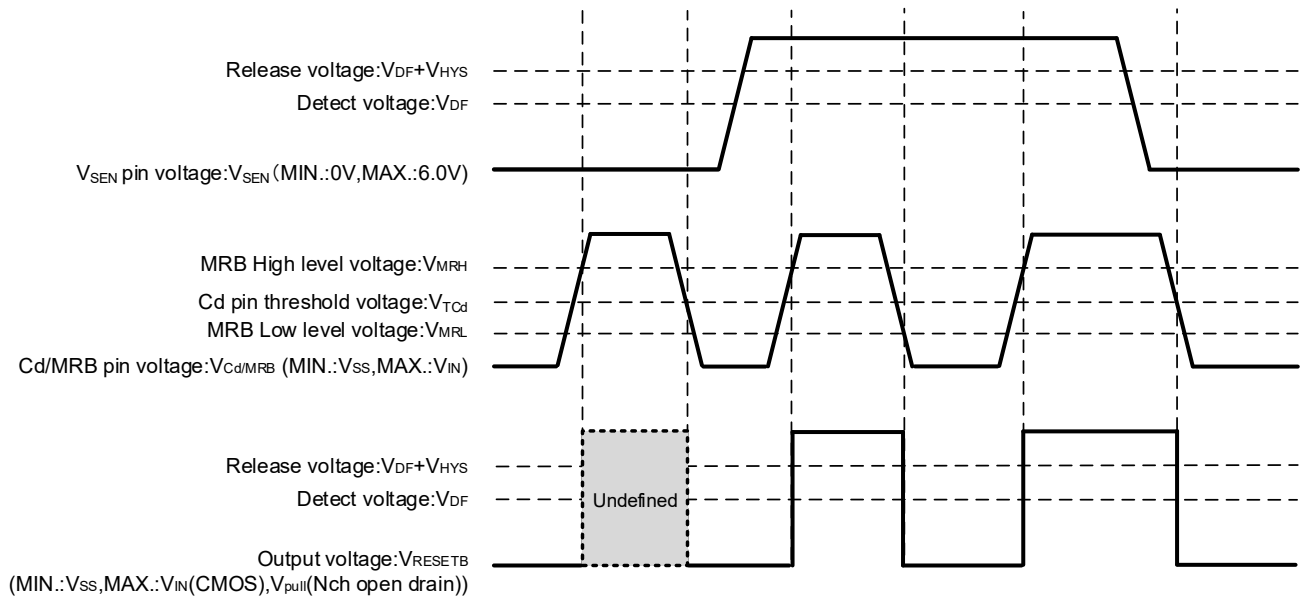 Release voltage:VDF+VHYS
Detect voltage:VDF
VSEN pin voltage:VSEN(MIN.:0V,MAX.:6.0V)
MRB High level voltage:VMRH
Cd pin threshold voltage:VTCd
MRB Low level voltage:VMRL
Cd/MRB pin voltage:VCd/MRB (MIN.:VSS,MAX.:VIN)
Release voltage:VDF+VHYS
Detect voltage:VDF
Undefined
Output voltage:VRESETB
(MIN.:VSS,MAX.:VIN(CMOS),Vpull(Nch open drain))